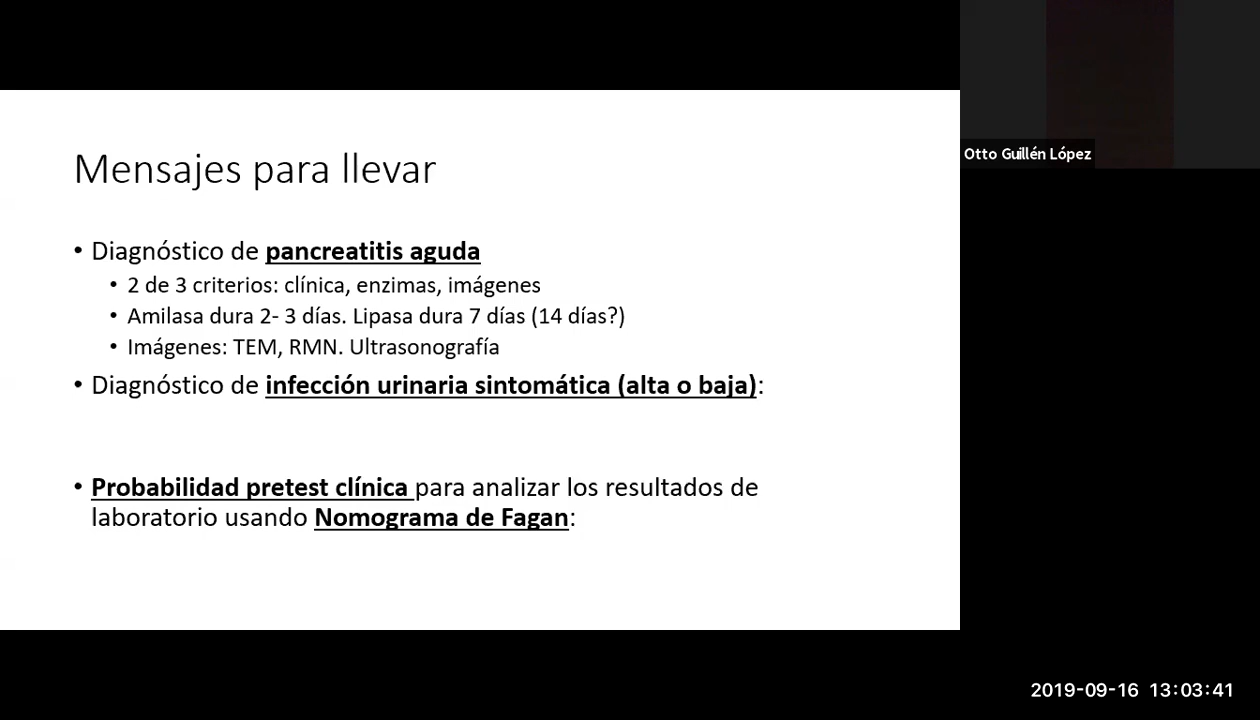 Mensajes para llevar
• Diagnóstico de pancreatitis aguda
• 2 de 3 criterios: clínica, enzimas, imágenes
• Amilasa dura 2- 3 días. Lipasa dura 7 días (14 días?)
• Imágenes: TEM, RMN. Ultrasonografía
• Diagnóstico de infección urinaria sintomática (alta o baja):
• Probabilidad pretest clínica para analizar los resultados de
laboratorio usando Nomograma de Fagan:
Otto Guillén López
2019-09-16 13:03:41